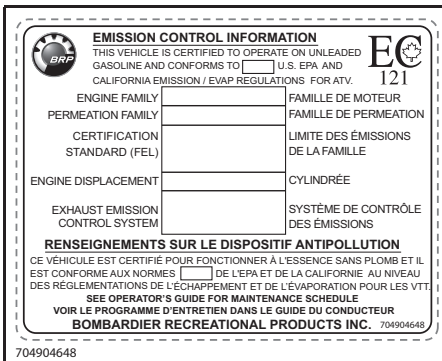 EMISSION CONTROL INFORMATION
THIS VEHICLE IS CERTIFIED TO OPERATE ON UNLEADED
GASOLINE AND CONFORMS TO U.S. EPA AND
CALIFORNIA EMISSION / EVAP REGULATIONS FOR ATV.
BRP
EC
121
ENGINE FAMILY FAMILLE DE MOTEUR
PERMEATION FAMILY FAMILLE DE PERMEATION
CERTIFICATION LIMITE DES ÉMISSIONS
STANDARD (FEL) DE LA FAMILLE
ENGINE DISPLACEMENT CYLINDRÉE
EXHAUST EMISSION SYSTÈME DE CONTRÔLE
CONTROL SYSTEM DES ÉMISSIONS
RENSEIGNEMENTS SUR LE DISPOSITIF ANTIPOLLUTION
CE VÉHICULE EST CERTIFIÉ POUR FONCTIONNER À L'ESSENCE SANS PLOMB ET IL
EST CONFORME AUX NORMES DE L'EPA ET DE LA CALIFORNIE AU NIVEAU
DES RÉGLEMENTATIONS DE L'ÉCHAPPEMENT ET DE L'ÉVAPORATION POUR LES VTT.
SEE OPERATOR'S GUIDE FOR MAINTENANCE SCHEDULE
VOIR LE PROGRAMME D'ENTRETIEN DANS LE GUIDE DU CONDUCTEUR
BOMBARDIER RECREATIONAL PRODUCTS INC. 704904648
704904648